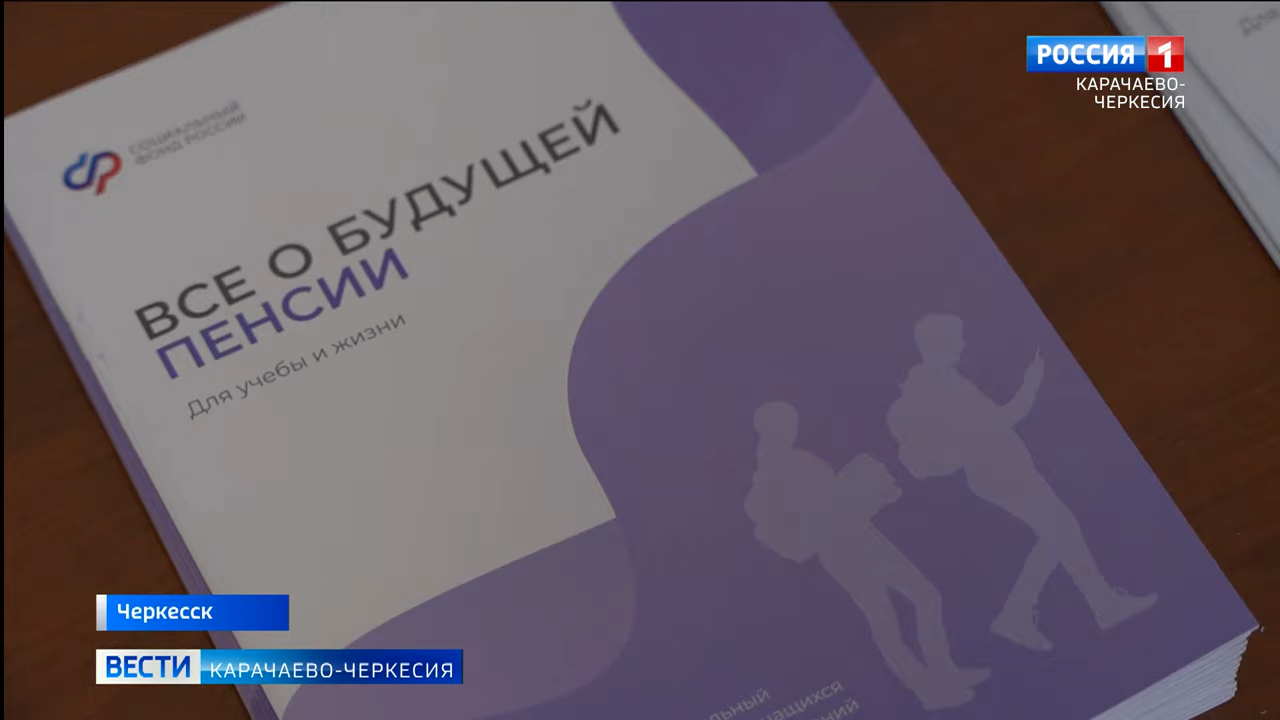 РОССИЯ 1
КАРАЧАЕВО-
ЧЕРКЕСИЯ
СОЦИАЛЬНЫЙ
ФОНД РОССИИ
ВСЕ О БУДУЩЕЙ
ПЕНСИИ
Для учебы и жизни
Черкесск
ВЕСТИ КАРАЧАЕВО-ЧЕРКЕСИЯ